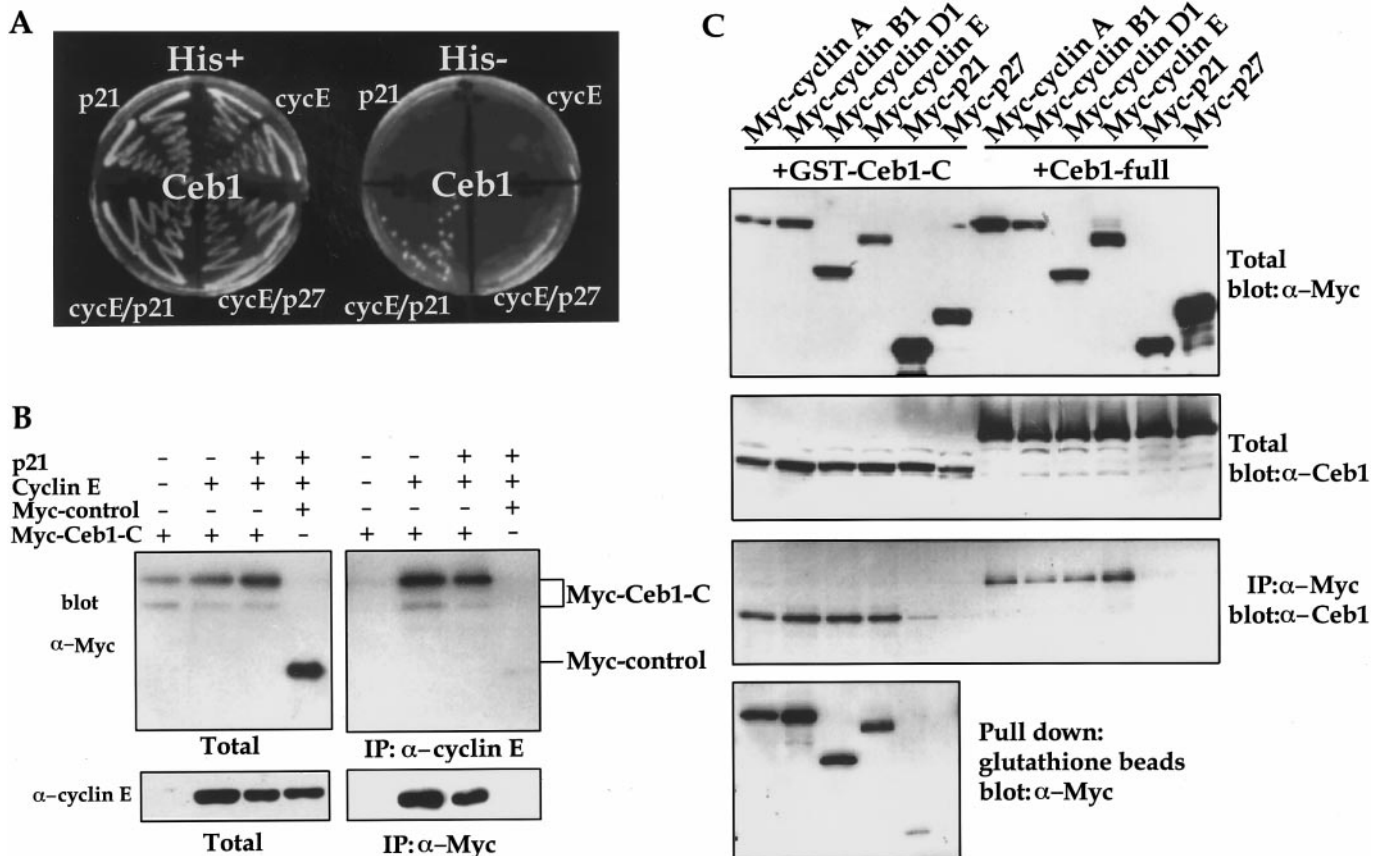 A
His+
His-
p21
cycE
p21
cycE
Ceb1
Ceb1
cycE/p21
cycE/p27
cycE/p21
cycE/p27
B
p21 - - + + - - + +
Cyclin E - + + + - + + +
Myc-control - - - + - - - +
Myc-Ceb1-C + + + - + + + -
blot
α-Myc
Myc-Ceb1-C
Myc-control
Total
IP: α-cyclin E
α-cyclin E
Total
IP: α-Myc
C
Myc-cyclin A
Myc-cyclin B1
Myc-cyclin D1
Myc-cyclin E
Myc-p21
Myc-p27
Myc-cyclin A
Myc-cyclin B1
Myc-cyclin D1
Myc-cyclin E
Myc-p21
Myc-p27
+GST-Ceb1-C
+Ceb1-full
Total
blot: α-Myc
Total
blot: α-Ceb1
IP: α-Myc
blot: α-Ceb1
Pull down:
glutathione beads
blot: α-Myc